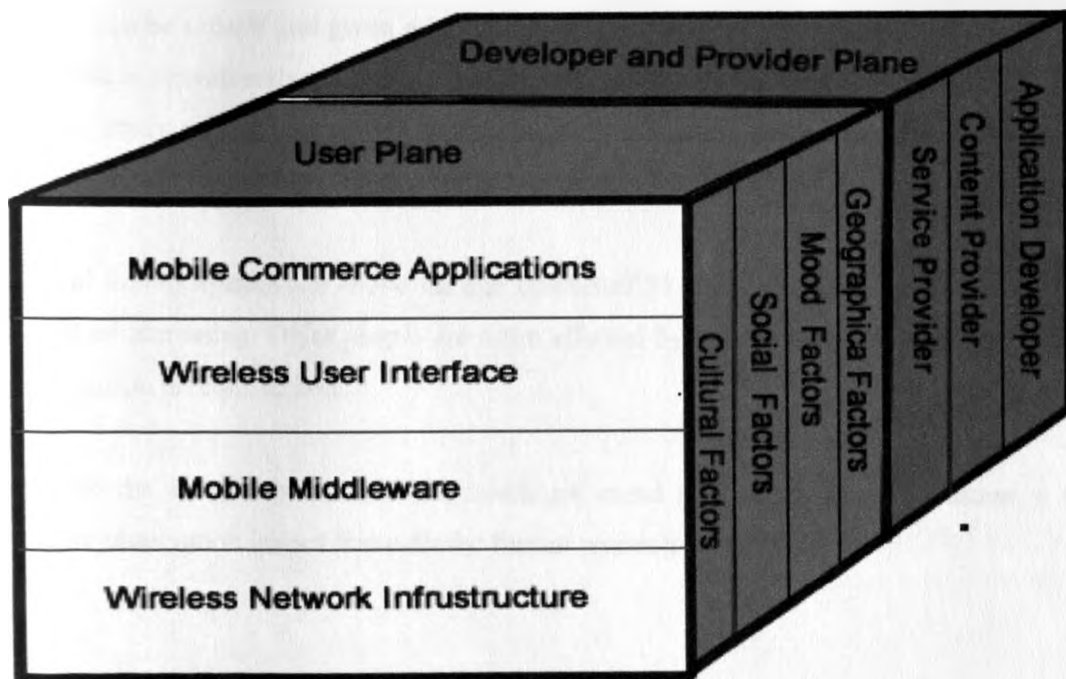 Developer and Provider Plane
User Plane
Mobile Commerce Applications
Wireless User Interface
Mobile Middleware
Wireless Network Infrustructure
Cultural Factors
Social Factors
Mood Factors
Geographica Factors
Service Provider
Content Provider
Application Developer